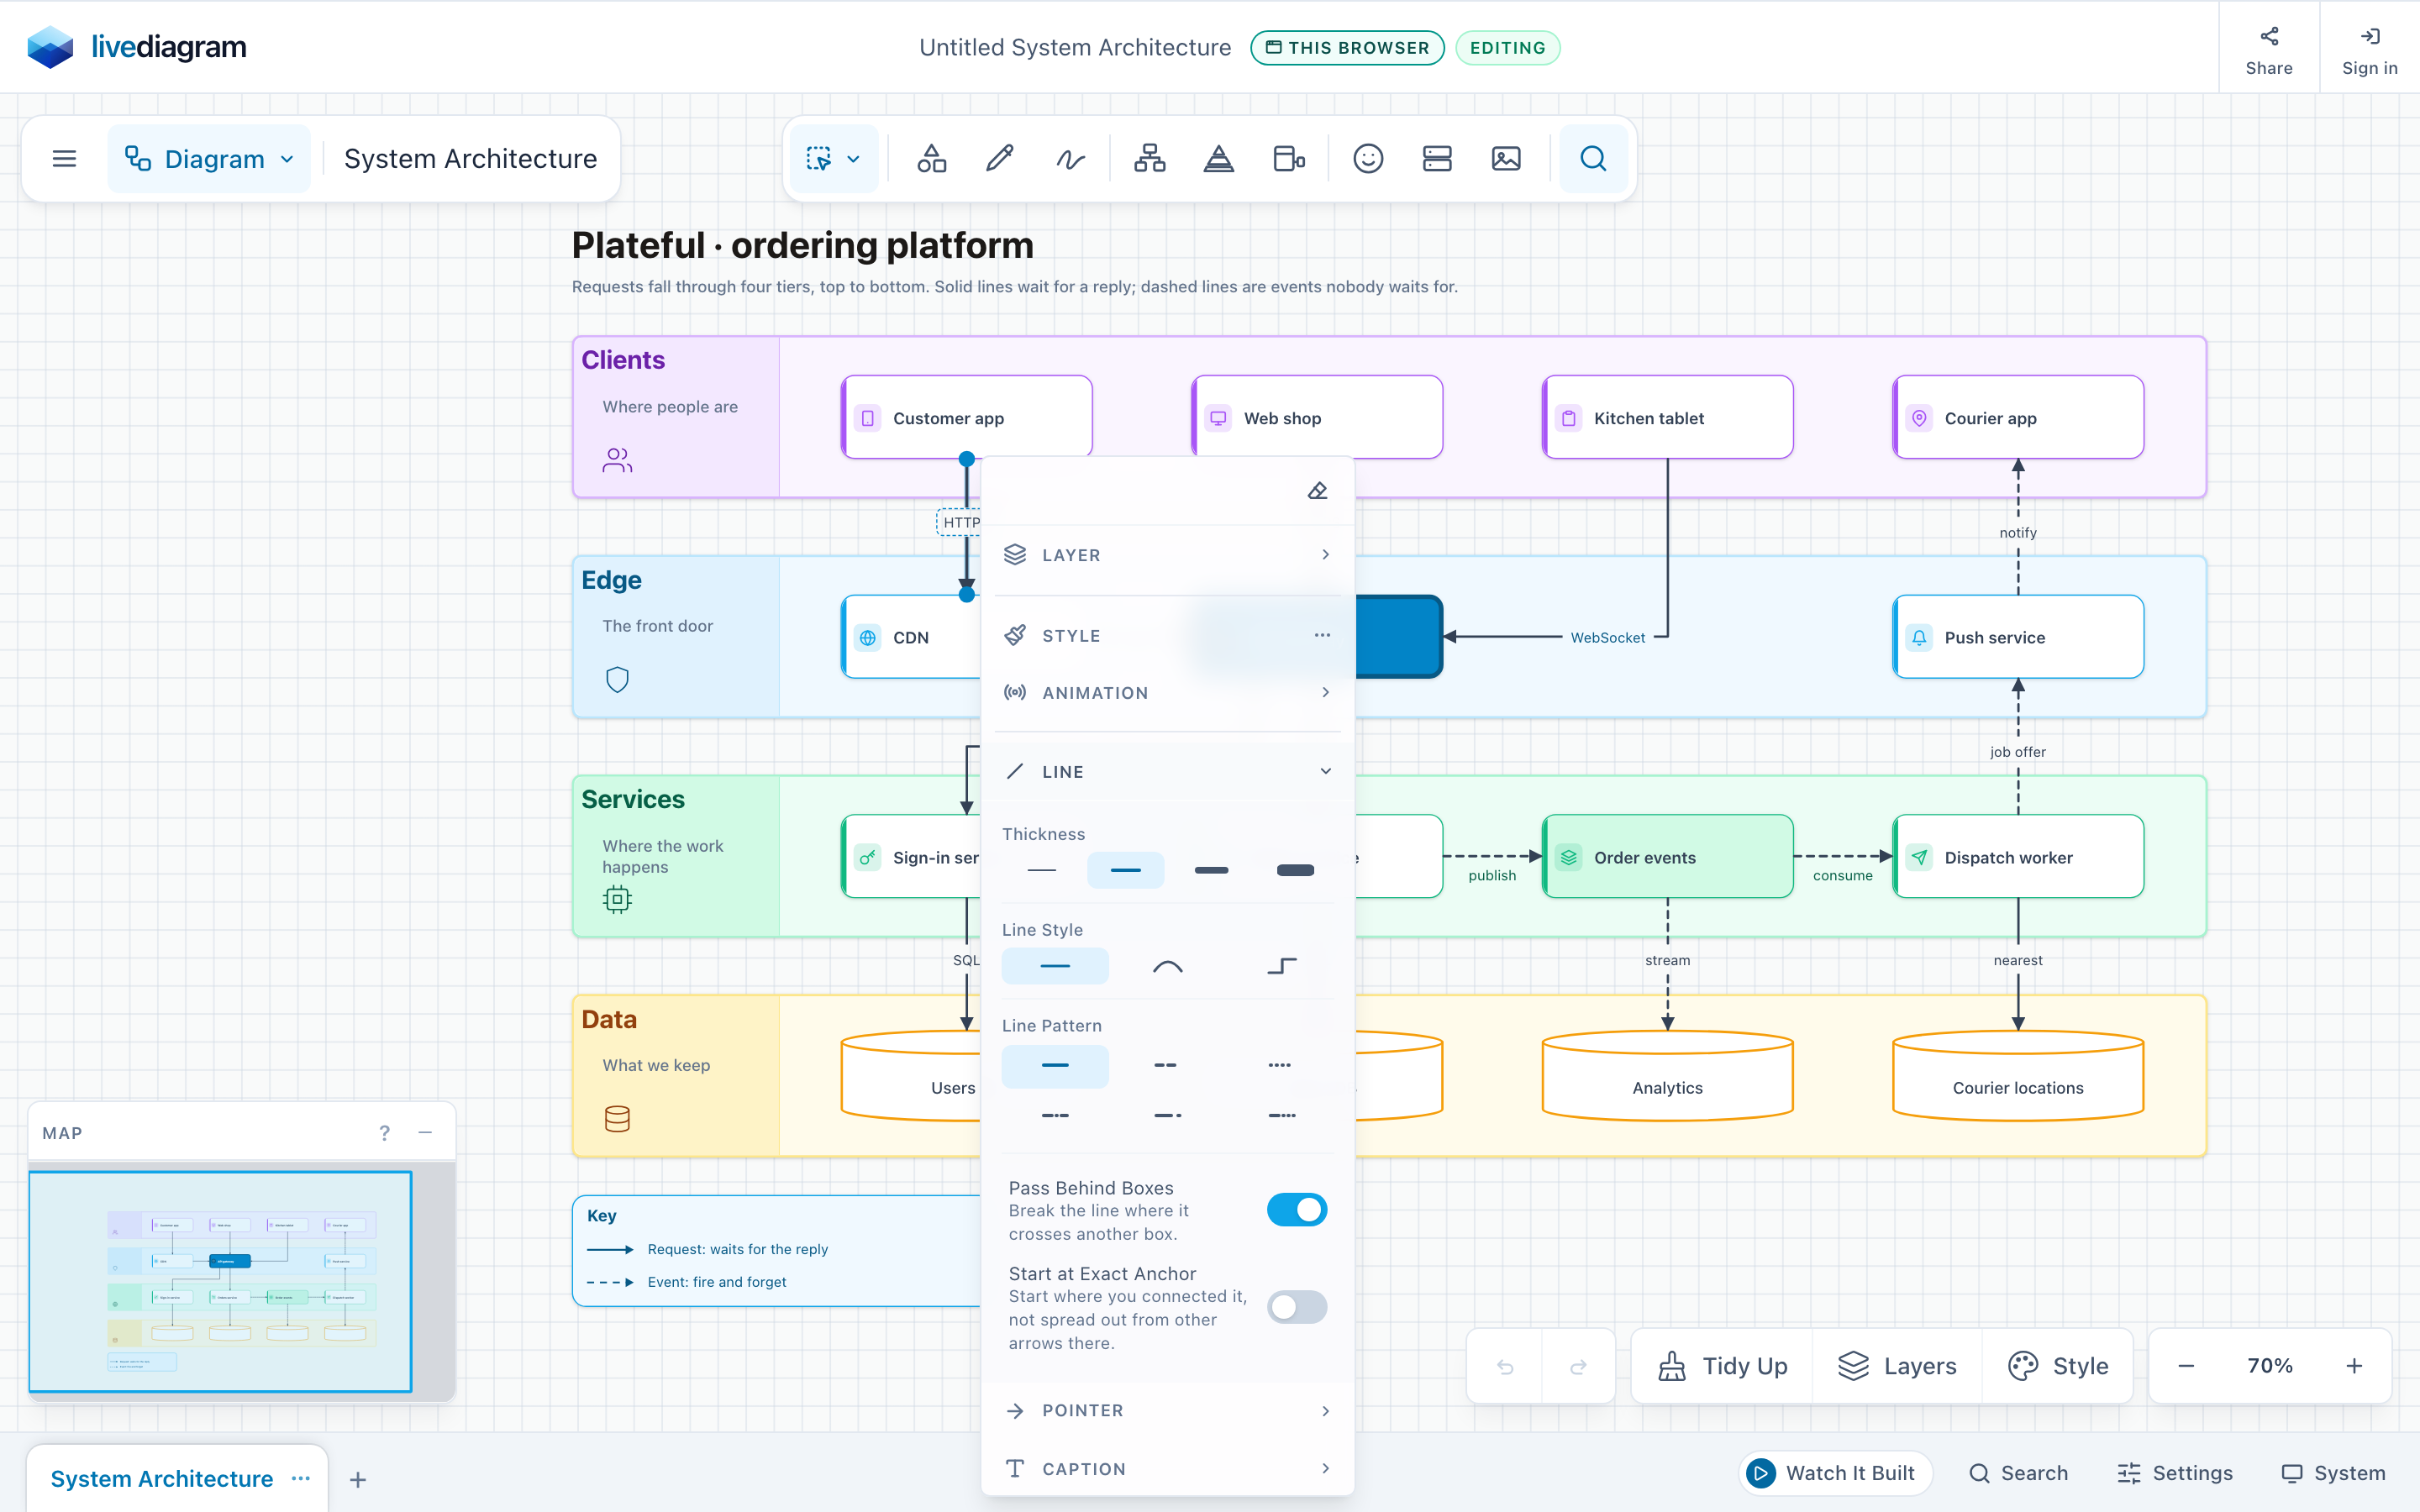 livediagram
Untitled System Architecture
THIS BROWSER
EDITING
Share
Sign in
Diagram
System Architecture
Plateful · ordering platform
Requests fall through four tiers, top to bottom. Solid lines wait for a reply; dashed lines are events nobody waits for.
Clients
Where people are
Customer app
Web shop
Kitchen tablet
Courier app
HTTP
notify
LAYER
Edge
The front door
CDN
STYLE
WebSocket
Push service
ANIMATION
job offer
LINE
Services
Where the work
happens
Sign-in ser
Thickness
publish
Order events
consume
Dispatch worker
Line Style
SQL
stream
nearest
Data
What we keep
Users
Line Pattern
Analytics
Courier locations
MAP
?
Pass Behind Boxes
Break the line where it
crosses another box.
Key
Request: waits for the reply
Event: fire and forget
Start at Exact Anchor
Start where you connected it,
not spread out from other
arrows there.
Tidy Up
Layers
Style
70%
POINTER
CAPTION
System Architecture
Watch It Built
Search
Settings
System